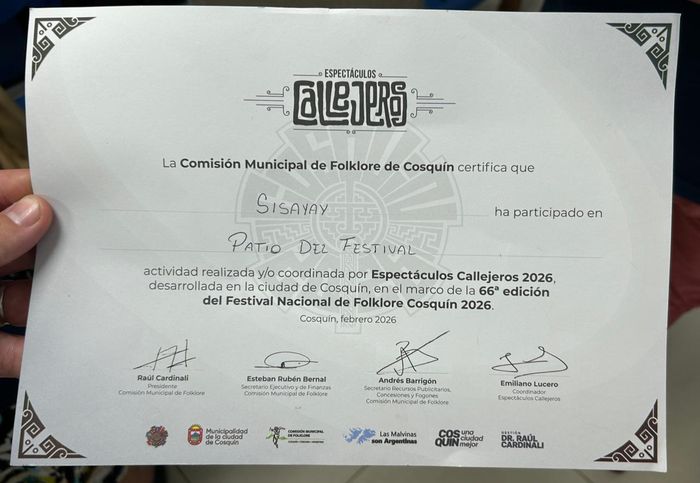 ESPECTÁCULOS
CALLEJEROS
La Comisión Municipal de Folklore de Cosquín certifica que
SISAYAY ha participado en
PATIO DEL FESTIVAL
actividad realizada y/o coordinada por Espectáculos Callejeros 2026,
desarrollada en la ciudad de Cosquín, en el marco de la 66ª edición
del Festival Nacional de Folklore Cosquín 2026.
Cosquín, febrero 2026
Raúl Cardinali
Presidente
Comisión Municipal de Folklore
Esteban Rubén Bernal
Secretario Ejecutivo y de Finanzas
Comisión Municipal de Folklore
Andrés Barrigón
Secretario Recursos Publicitarios,
Concesiones y Fogones
Comisión Municipal de Folklore
Emiliano Lucero
Coordinador
Espectáculos Callejeros
Municipalidad
de la ciudad
de Cosquín
COMISIÓN MUNICIPAL
DE FOLKLORE
Las Malvinas
son Argentinas
COSQUÍN una ciudad mejor
GESTIÓN
DR. RAÚL
CARDINALI